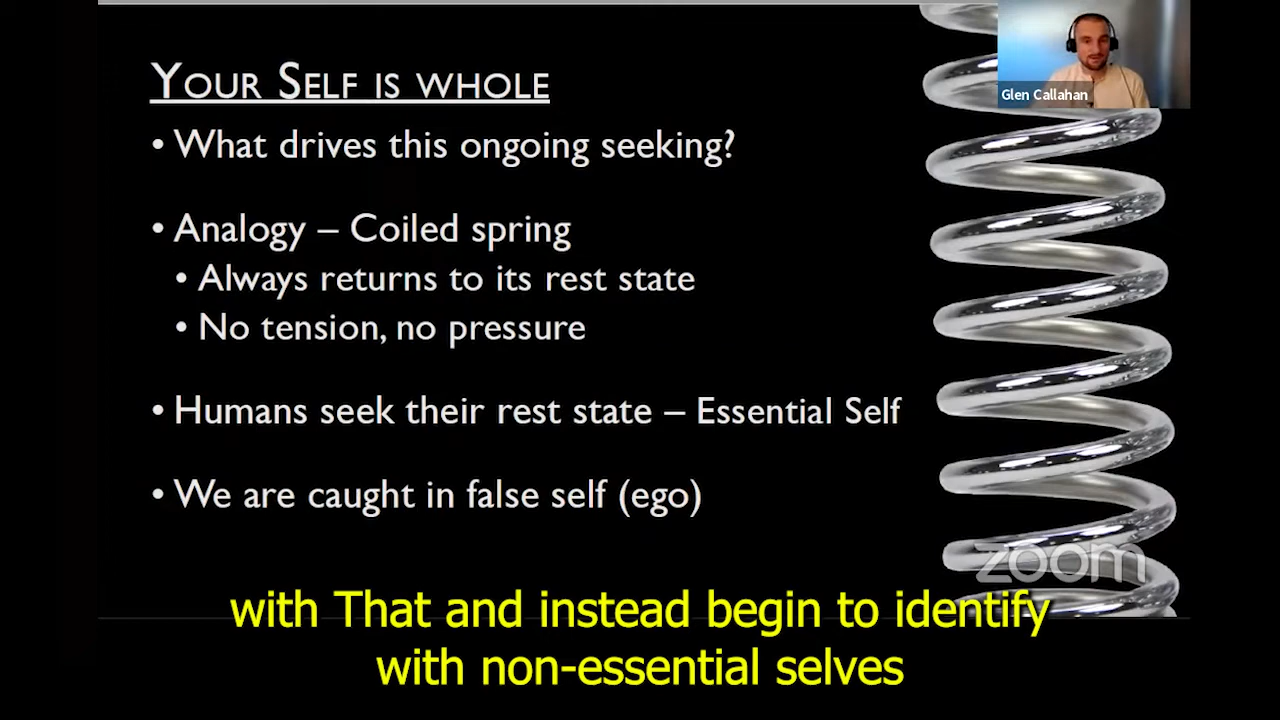 YOUR SELF IS WHOLE
• What drives this ongoing seeking?
• Analogy – Coiled spring
• Always returns to its rest state
• No tension, no pressure
• Humans seek their rest state – Essential Self
• We are caught in false self (ego)
Glen Callahan
zoom
with That and instead begin to identify
with non-essential selves